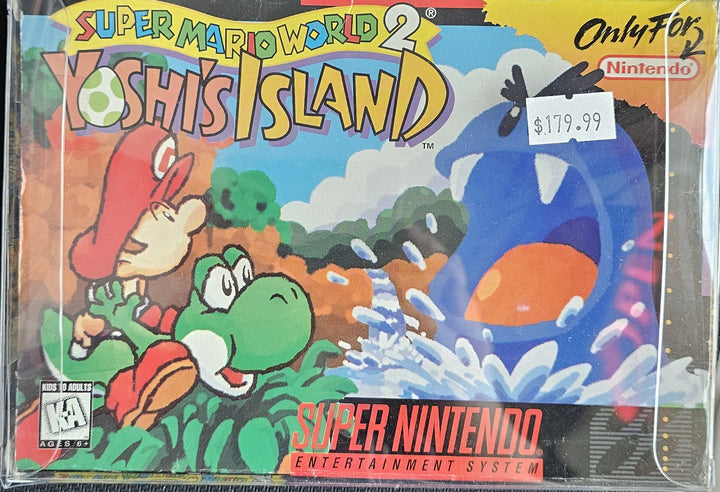 SUPER MARIO WORLD 2®
YOSHI'S ISLAND
TM
Only For
Nintendo®
$179.99
KIDS TO ADULTS
K-A
AGES 6+
SUPER NINTENDO
ENTERTAINMENT SYSTEM